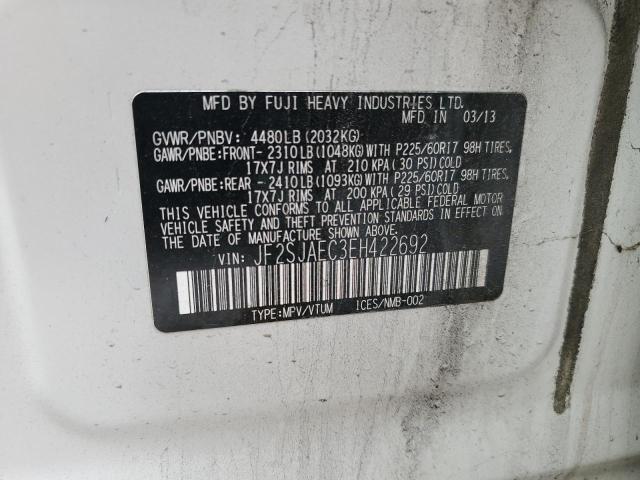 MFD BY FUJI HEAVY INDUSTRIES LTD.
MFD IN 03/13
GVWR/PNBV: 4480LB (2032KG)
GAWR/PNBE:FRONT- 2310LB (1048KG) WITH P225/60R17 98H TIRES,
17X7J RIMS AT 210 KPA (30 PSI) COLD
GAWR/PNBE:REAR - 2410LB (1093KG) WITH P225/60R17 98H TIRES,
17X7J RIMS AT 200 KPA (29 PSI) COLD
THIS VEHICLE CONFORMS TO ALL APPLICABLE FEDERAL MOTOR
VEHICLE SAFETY AND THEFT PREVENTION STANDARDS
IN EFFECT ON THE DATE OF MANUFACTURE SHOWN ABOVE.
VIN: JF2SJAEC3EH422692
TYPE:MPV/VTUM ICES/NMB-002